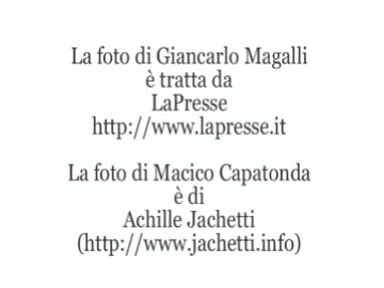 La foto di Giancarlo Magalli
è tratta da
LaPresse
http://www.lapresse.it
La foto di Macico Capatonda
è di
Achille Jachetti
(http://www.jachetti.info)